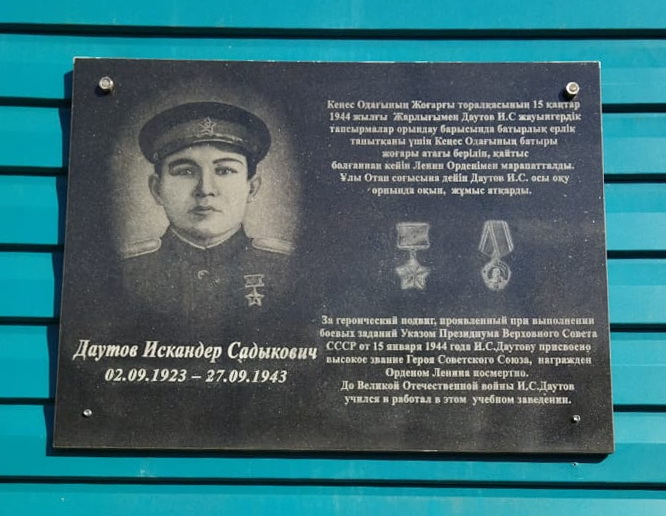 Кенес Одағының Жоғарғы торалқасының 15 қаңтар
1944 жылғы Жарлығымен Даутов И.С жауынгердік
тапсырмалар орындау барысында батырлық ерлік
танытқаны үшін Кенес Одағының батыры
жоғары атағы берілін, қайтыс
болғаннан кейін Ленин Орденімен марапатталды.
Ұлы Отан соғысына дейін Даутов И.С. осы оқу
орнында оқып, жұмыс атқарды.
Даутов Искандер Садыкович
02.09.1923 – 27.09.1943
За героический подвиг, проявленный при выполнении
боевых заданий Указом Президиума Верховного Совета
СССР от 15 января 1944 года И.С.Даутову присвоено
высокое звание Героя Советского Союза, награжден
Орденом Ленина посмертно.
До Великой Отечественной войны И.С.Даутов
учился в работал в этом учебном заведении.